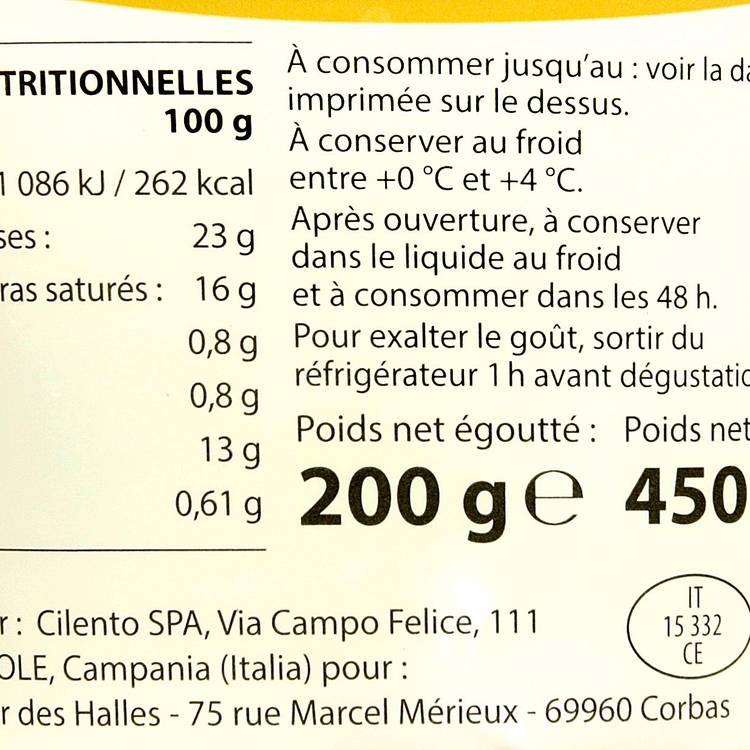 TRITIONNELLES
100 g
1 086 kJ / 262 kcal
ses : 23 g
ras saturés : 16 g
0,8 g
0,8 g
13 g
0,61 g
À consommer jusqu'au : voir la da
imprimée sur le dessus.
À conserver au froid
entre +0 °C et +4 °C.
Après ouverture, à conserver
dans le liquide au froid
et à consommer dans les 48 h.
Pour exalter le goût, sortir du
réfrigérateur 1 h avant dégustatio
Poids net égoutté : Poids net
200 g e 450
IT
15 332
CE
r : Cilento SPA, Via Campo Felice, 111
OLE, Campania (Italia) pour :
r des Halles - 75 rue Marcel Mérieux - 69960 Corbas